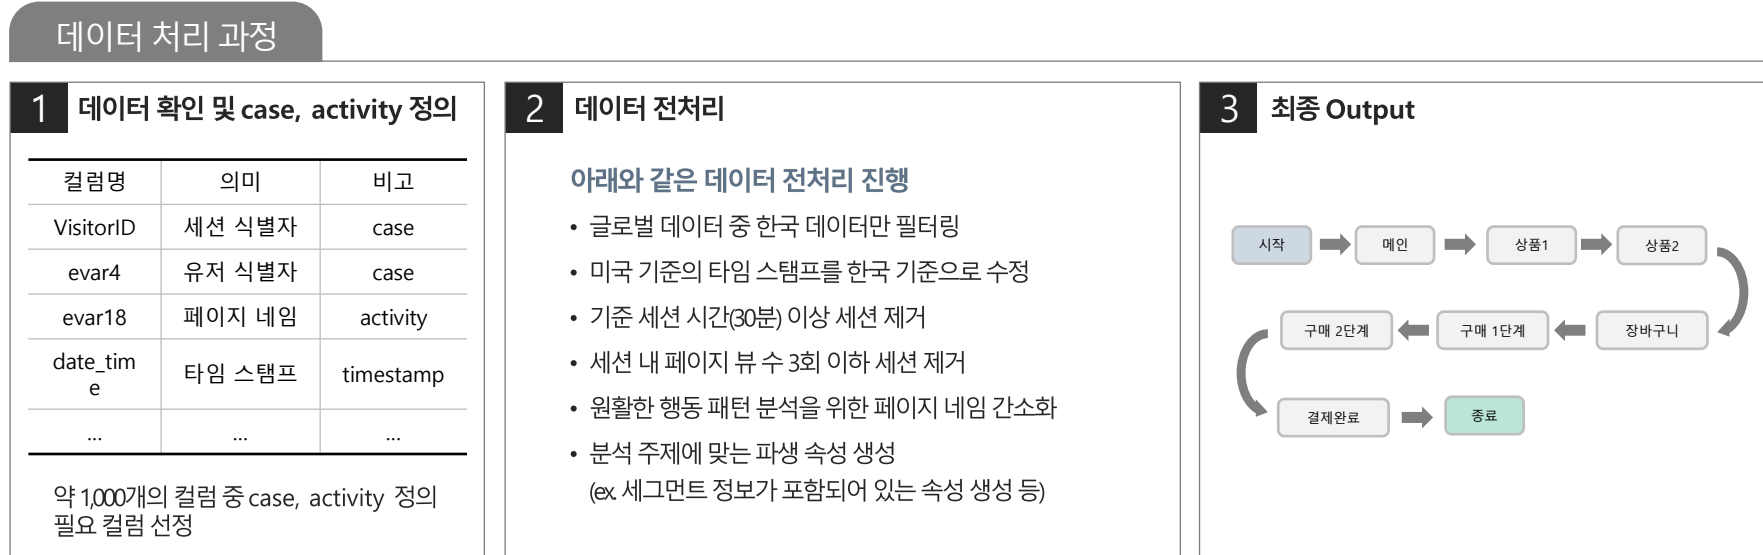 데이터 처리 과정
1 데이터 확인 및 case, activity 정의
컬럼명 의미 비고
VisitorID 세션 식별자 case
evar4 유저 식별자 case
evar18 페이지 네임 activity
date_tim
e 타임 스탬프 timestamp
... ... ...
약 1,000개의 컬럼 중 case, activity 정의
필요 컬럼 선정
2 데이터 전처리
아래와 같은 데이터 전처리 진행
• 글로벌 데이터 중 한국 데이터만 필터링
• 미국 기준의 타임 스탬프를 한국 기준으로 수정
• 기준 세션 시간(30분) 이상 세션 제거
• 세션 내 페이지 뷰 수 3회 이하 세션 제거
• 원활한 행동 패턴 분석을 위한 페이지 네임 간소화
• 분석 주제에 맞는 파생 속성 생성
(ex. 세그먼트 정보가 포함되어 있는 속성 생성 등)
3 최종 Output
시작 메인 상품1 상품2
구매 2단계 구매 1단계 장바구니
결제완료 종료